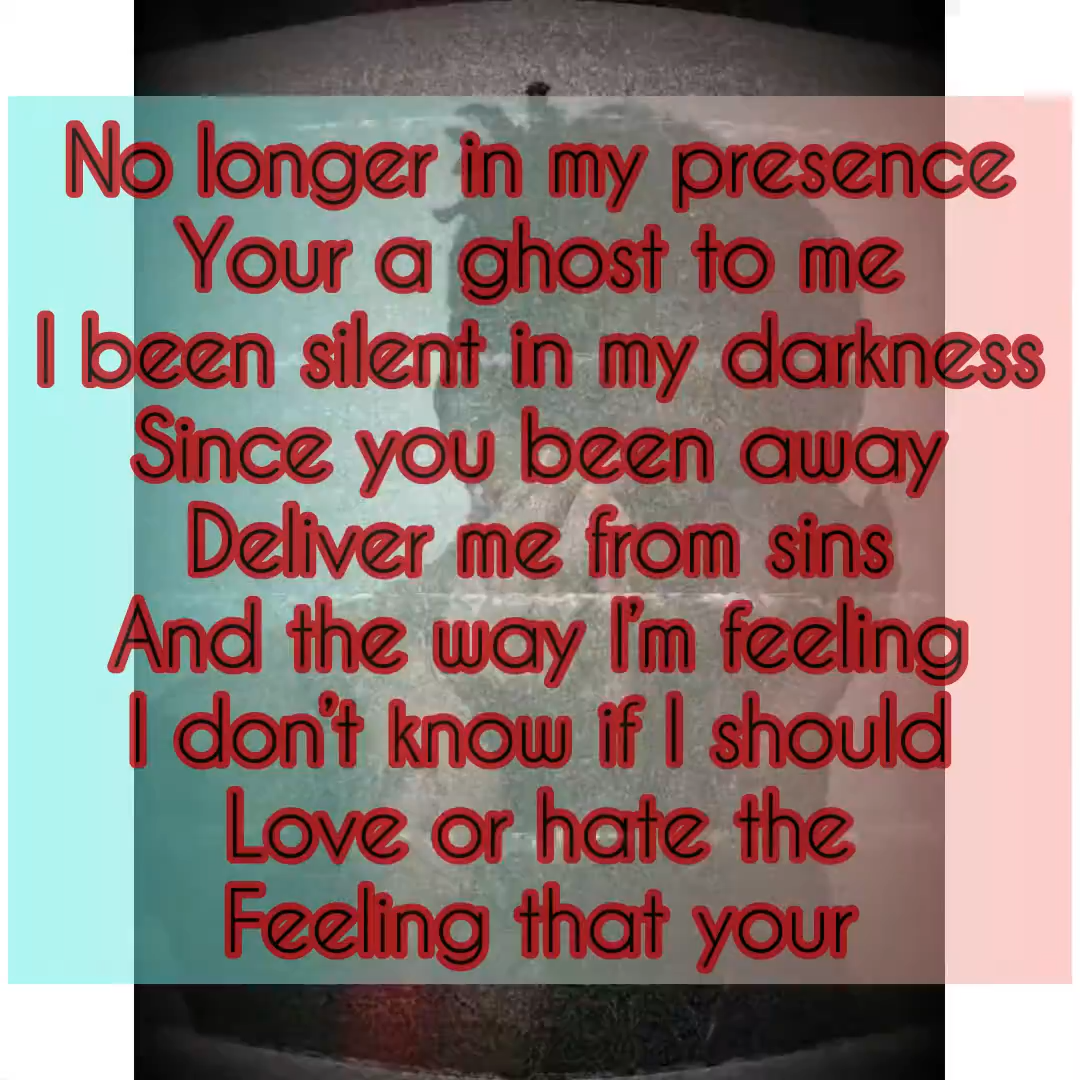 No longer in my presence
Your a ghost to me
I been silent in my darkness
Since you been away
Deliver me from sins
And the way I'm feeling
I don't know if I should
Love or hate the
Feeling that your